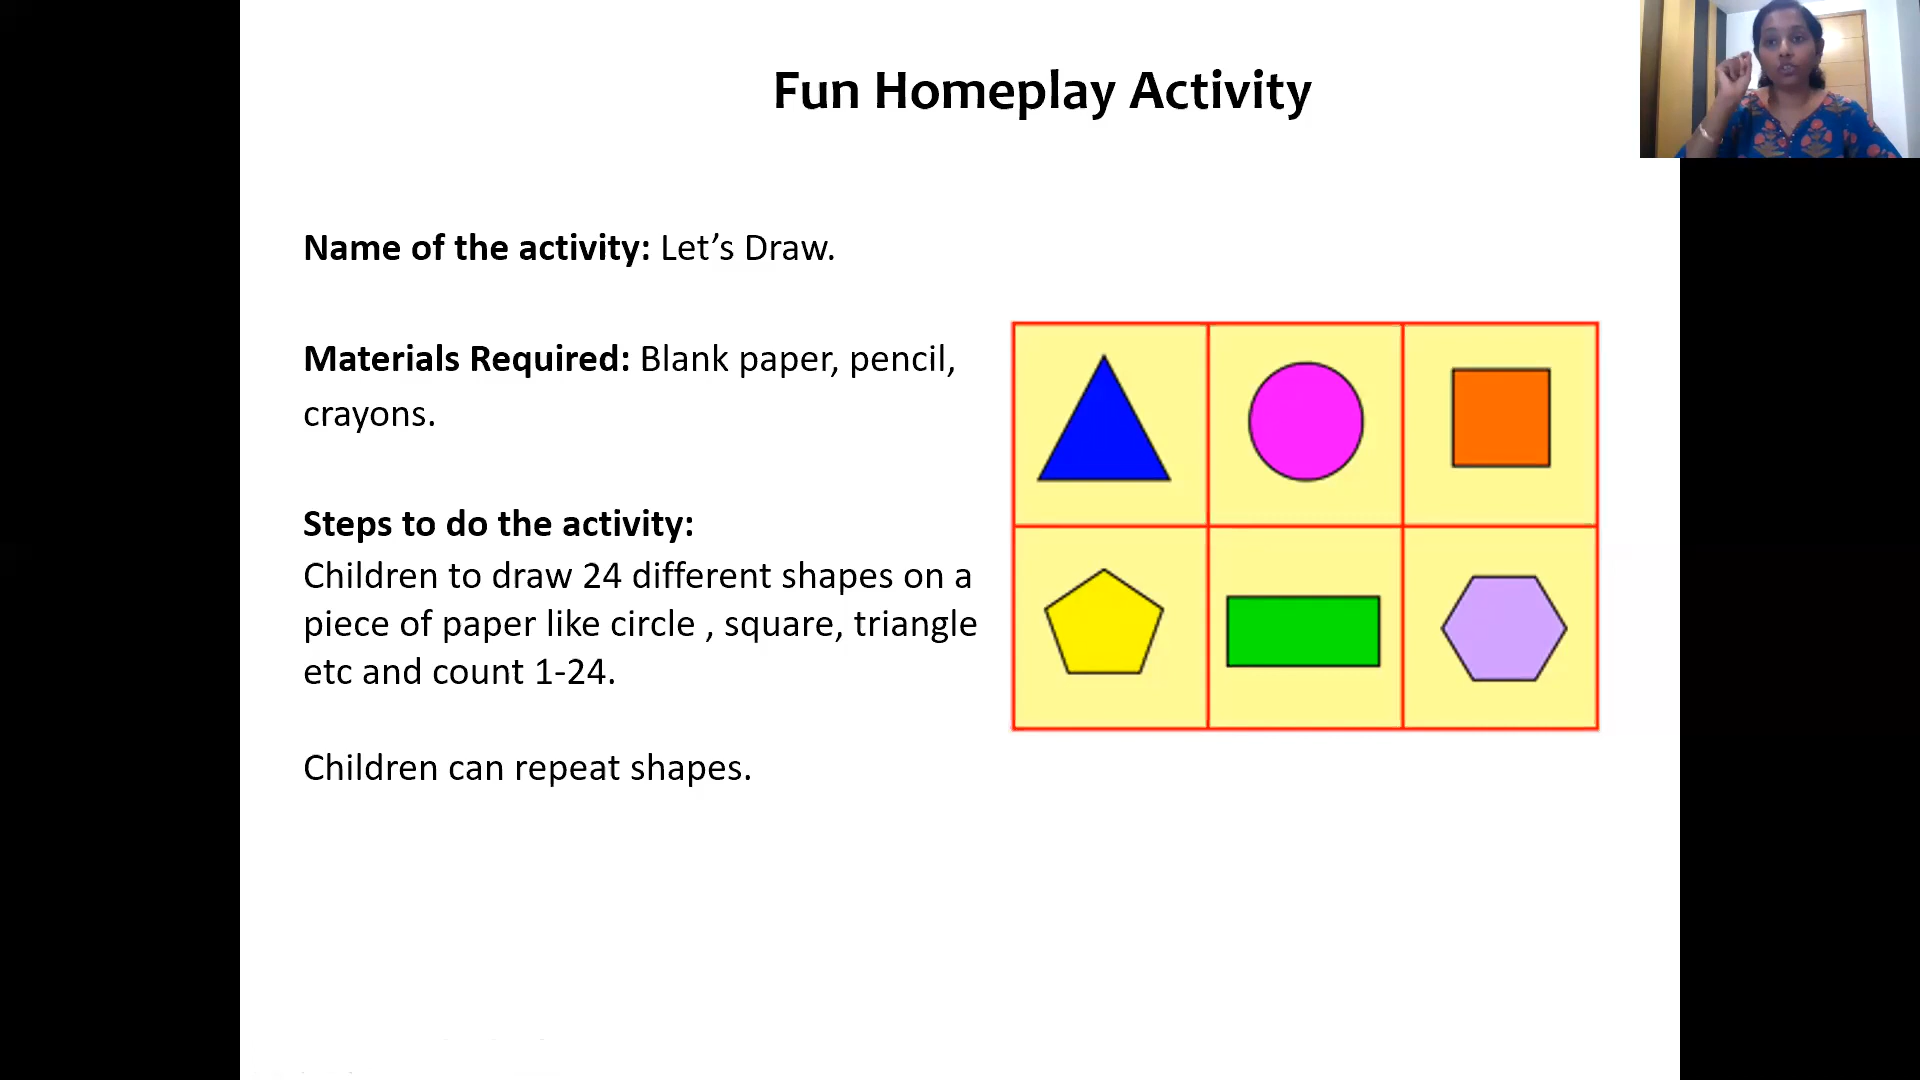 Fun Homeplay Activity
Name of the activity: Let’s Draw.
Materials Required: Blank paper, pencil,
crayons.
Steps to do the activity:
Children to draw 24 different shapes on a
piece of paper like circle , square, triangle
etc and count 1-24.
Children can repeat shapes.